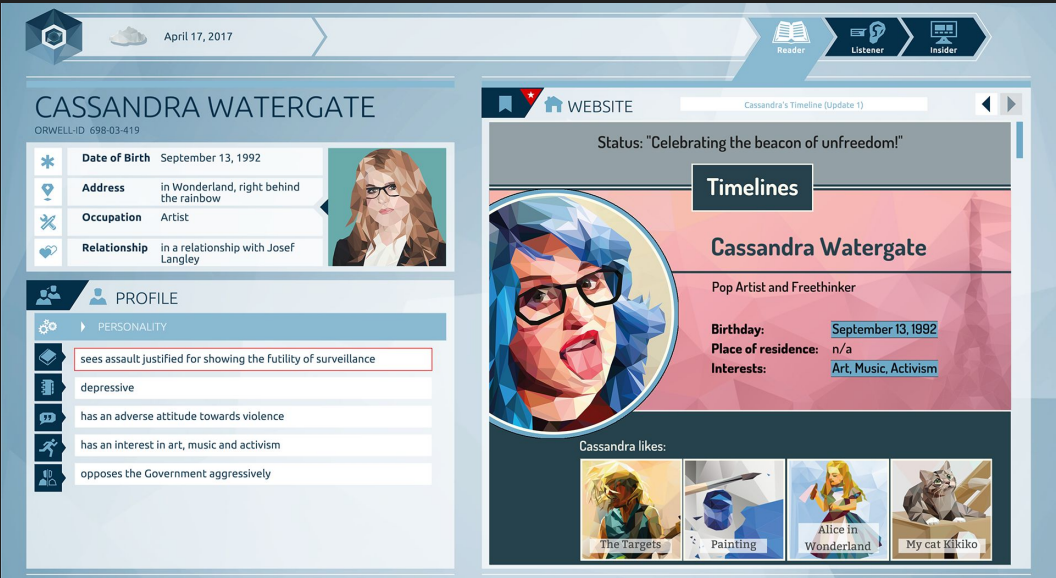 April 17, 2017
Reader
Listener
Insider
CASSANDRA WATERGATE
ORWELL-ID 698-03-419
Date of Birth September 13, 1992
Address in Wonderland, right behind
the rainbow
Occupation Artist
Relationship in a relationship with Josef
Langley
PROFILE
PERSONALITY
sees assault justified for showing the futility of surveillance
depressive
has an adverse attitude towards violence
has an interest in art, music and activism
opposes the Government aggressively
WEBSITE
Cassandra's Timeline (Update 1)
Status: "Celebrating the beacon of unfreedom!"
Timelines
Cassandra Watergate
Pop Artist and Freethinker
Birthday: September 13, 1992
Place of residence: n/a
Interests: Art, Music, Activism
Cassandra likes:
The Targets
Painting
Alice in
Wonderland
My cat Kikiko